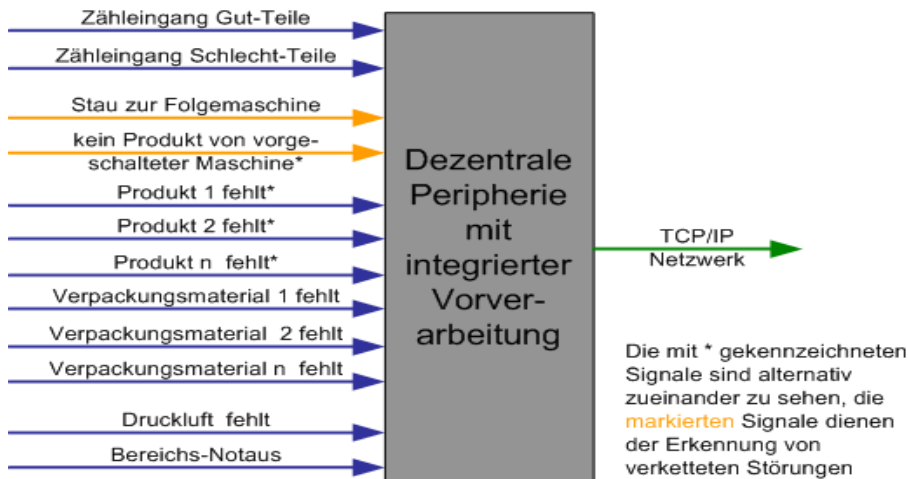 Zähleingang Gut-Teile
Zähleingang Schlecht-Teile
Stau zur Folgemaschine
kein Produkt von vorge-
schalteter Maschine*
Produkt 1 fehlt*
Produkt 2 fehlt*
Produkt n fehlt*
Verpackungsmaterial 1 fehlt
Verpackungsmaterial 2 fehlt
Verpackungsmaterial n fehlt
Druckluft fehlt
Bereichs-Notaus
Dezentrale
Peripherie
mit
integrierter
Vorver-
arbeitung
TCP/IP
Netzwerk
Die mit * gekennzeichneten
Signale sind alternativ
zueinander zu sehen, die
markierten Signale dienen
der Erkennung von
verketteten Störungen